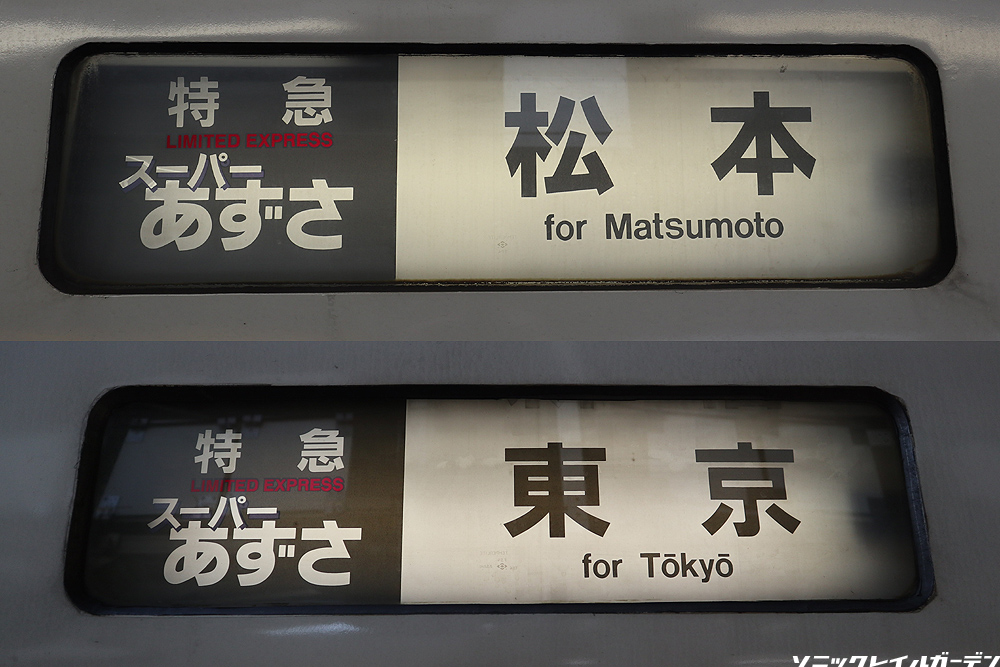 特急
LIMITED EXPRESS
スーパー
あずさ
松本
for Matsumoto
特急
LIMITED EXPRESS
スーパー
あずさ
東京
for Tōkyō
ソニックレイルガーデン